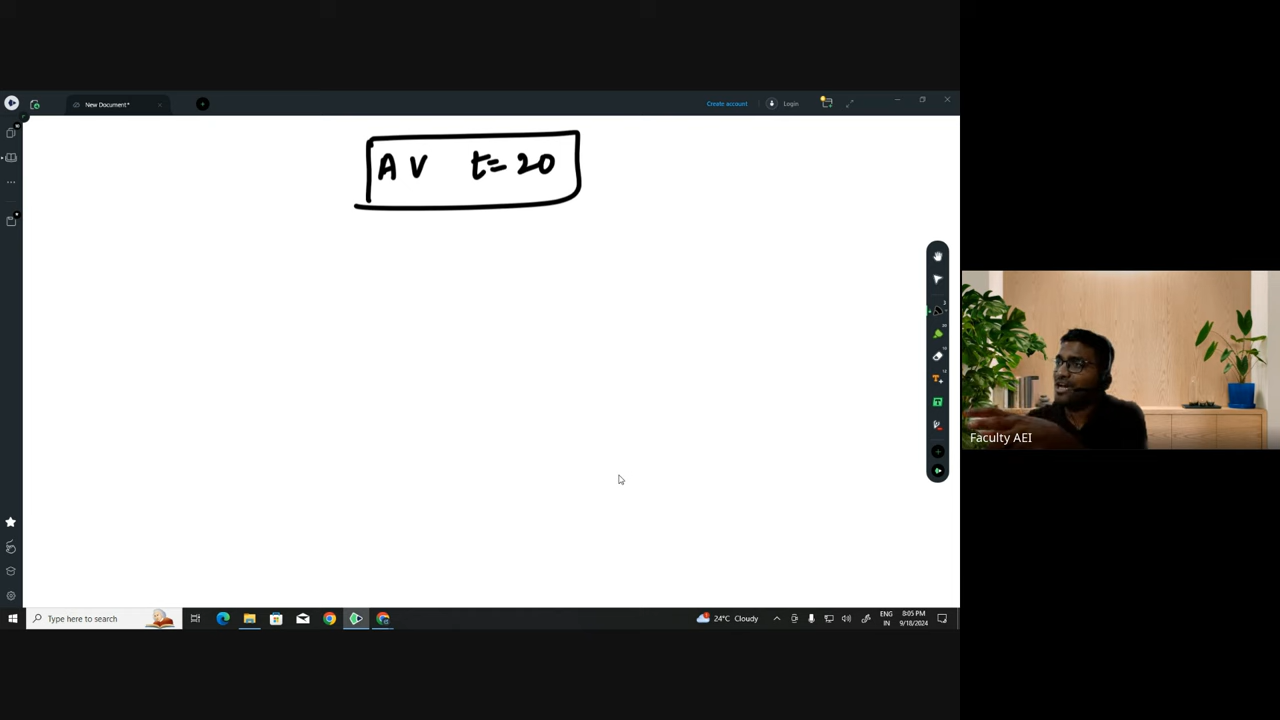 New Document*
Create account
Login
A V t= 20
Faculty AEI
Type here to search
24°C Cloudy
ENG
IN
8:05 PM
9/18/2024